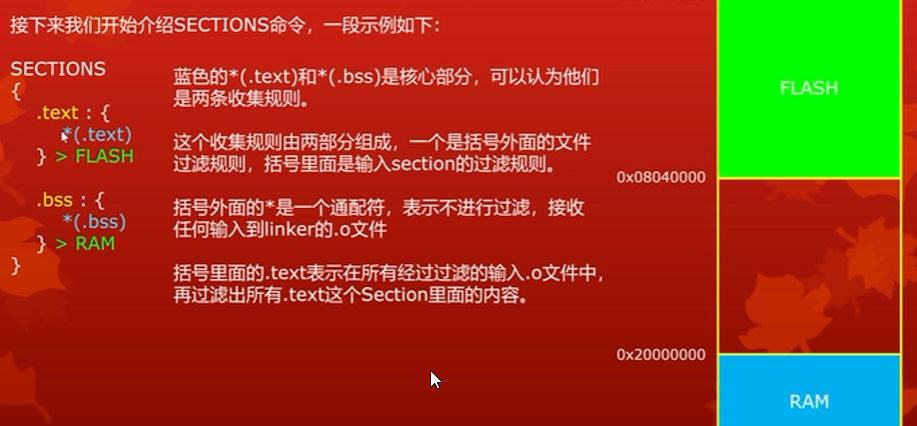 接下来我们开始介绍SECTIONS命令，一段示例如下：
SECTIONS
{
.text : {
*(.text)
} > FLASH
.bss : {
*(.bss)
} > RAM
}
蓝色的*(.text)和*(.bss)是核心部分，可以认为他们
是两条收集规则。
这个收集规则由两部分组成，一个是括号外面的文件
过滤规则，括号里面是输入section的过滤规则。
括号外面的*是一个通配符，表示不进行过滤，接收
任何输入到linker的.o文件
括号里面的.text表示在所有经过过滤的输入.o文件中，
再过滤出所有.text这个Section里面的内容。
FLASH
0x08040000
0x20000000
RAM